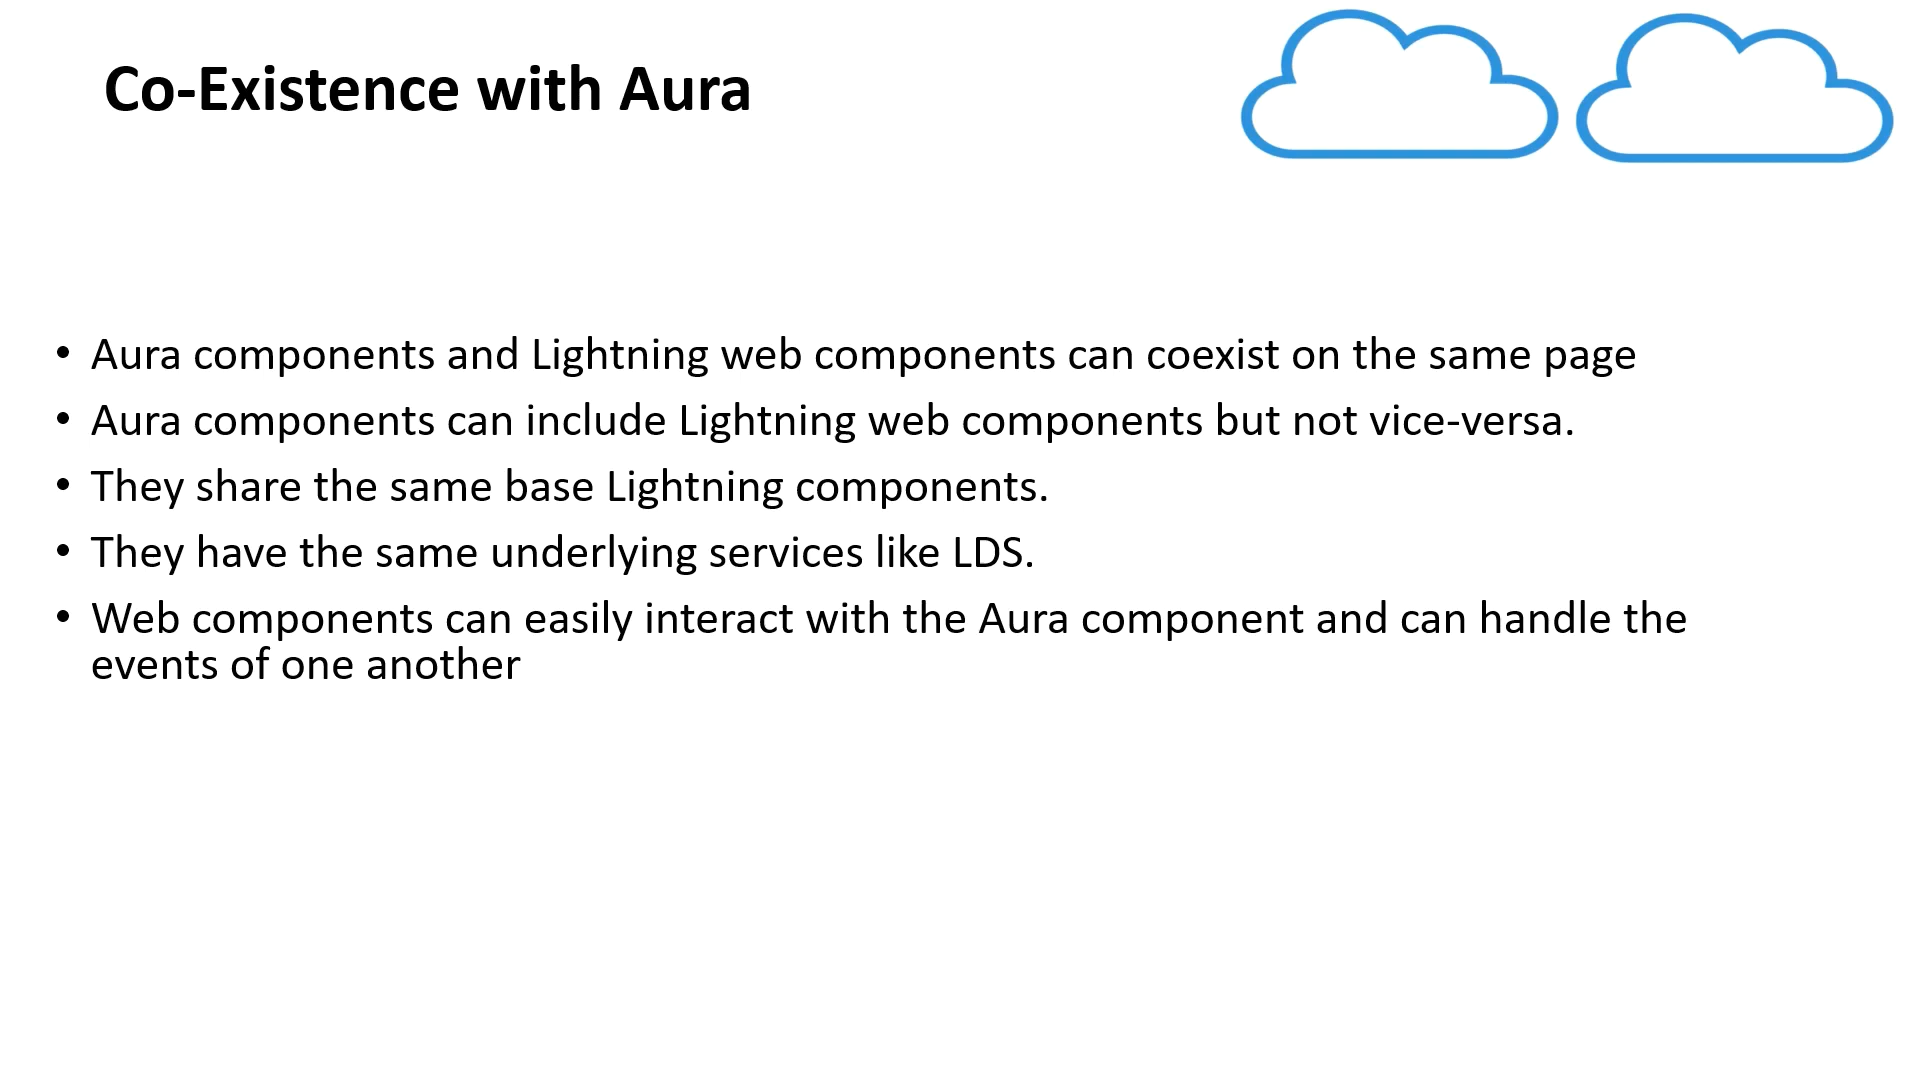 Co-Existence with Aura
• Aura components and Lightning web components can coexist on the same page
• Aura components can include Lightning web components but not vice-versa.
• They share the same base Lightning components.
• They have the same underlying services like LDS.
• Web components can easily interact with the Aura component and can handle the
events of one another